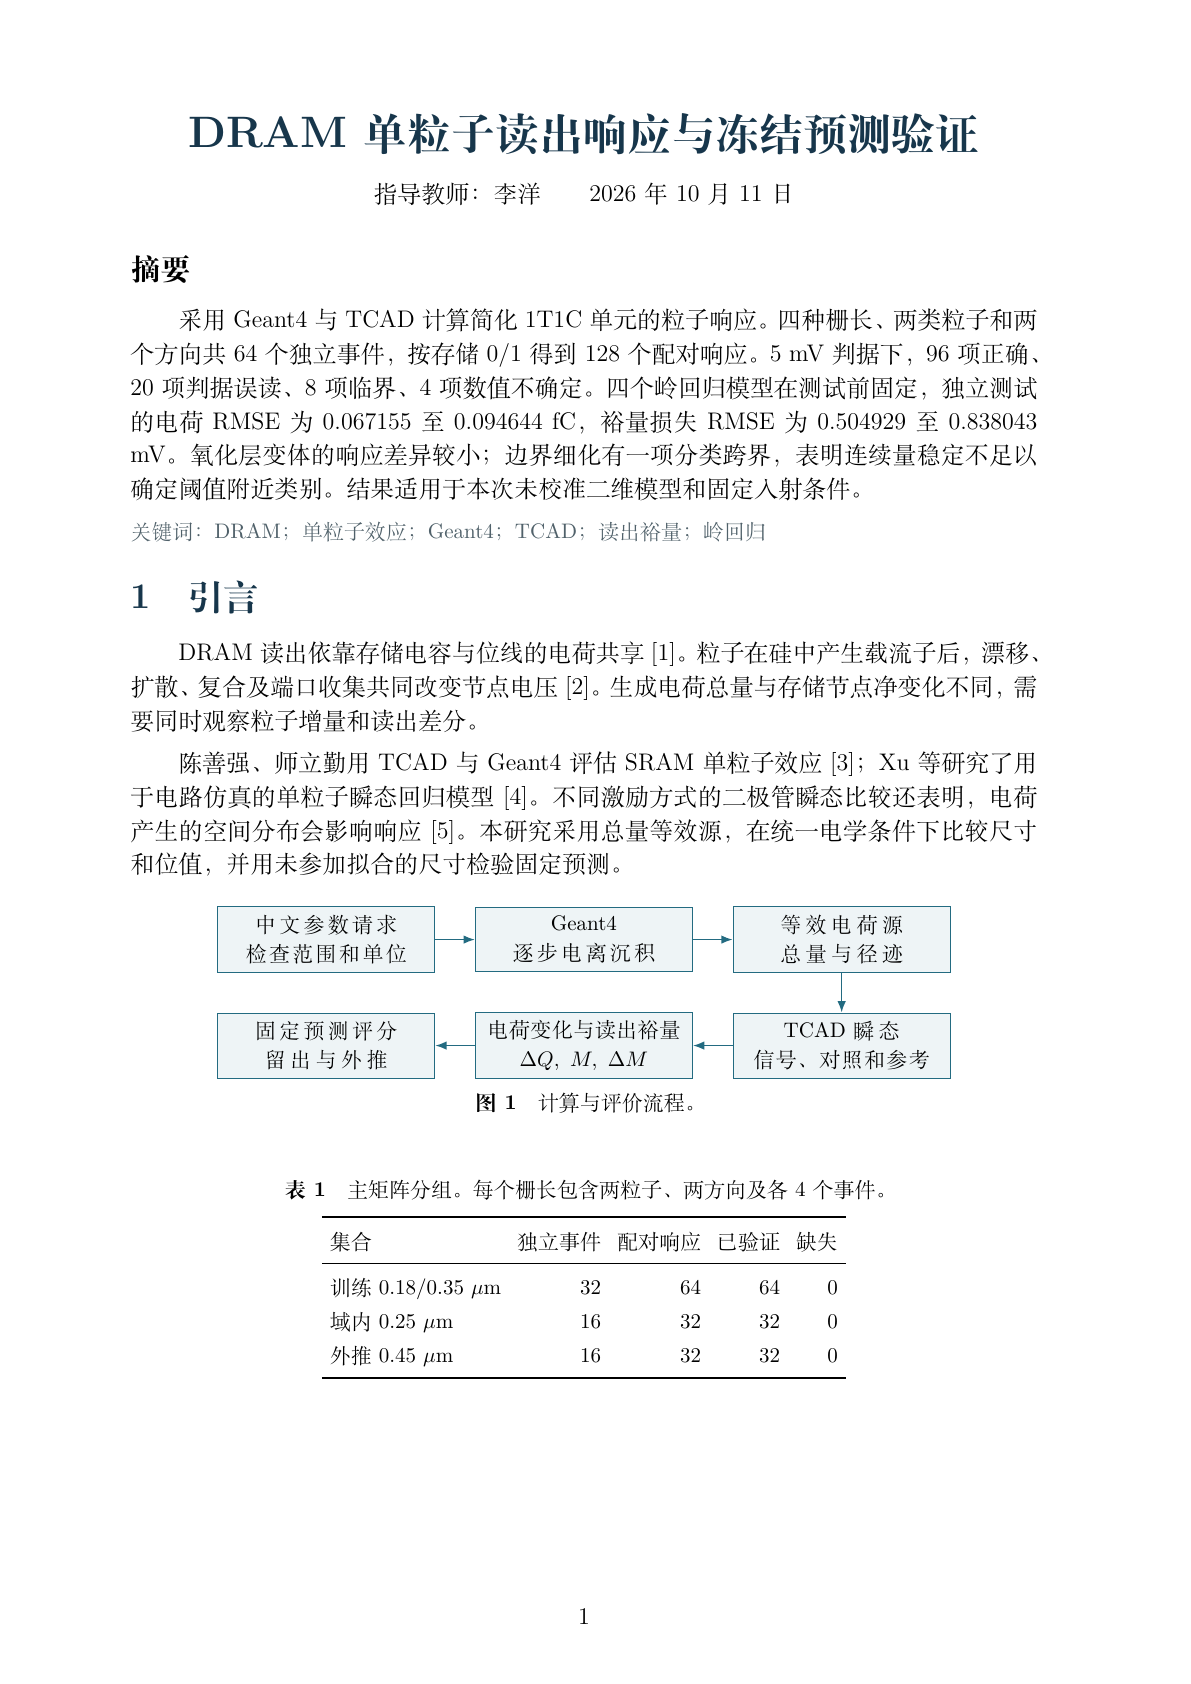 DRAM 单粒子读出响应与冻结预测验证
指导教师：李洋 2026 年 10 月 11 日
摘要
采用 Geant4 与 TCAD 计算简化 1T1C 单元的粒子响应。四种栅长、两类粒子和两
个方向共 64 个独立事件，按存储 0/1 得到 128 个配对响应。5 mV 判据下，96 项正确、
20 项判据误读、8 项临界、4 项数值不确定。四个岭回归模型在测试前固定，独立测试
的电荷 RMSE 为 0.067155 至 0.094644 fC，裕量损失 RMSE 为 0.504929 至 0.838043
mV。氧化层变体的响应差异较小；边界细化有一项分类跨界，表明连续量稳定不足以
确定阈值附近类别。结果适用于本次未校准二维模型和固定入射条件。
关键词：DRAM；单粒子效应；Geant4；TCAD；读出裕量；岭回归
1 引言
DRAM 读出依靠存储电容与位线的电荷共享 [1]。粒子在硅中产生载流子后，漂移、
扩散、复合及端口收集共同改变节点电压 [2]。生成电荷总量与存储节点净变化不同，需
要同时观察粒子增量和读出差分。
陈善强、师立勤用 TCAD 与 Geant4 评估 SRAM 单粒子效应 [3]；Xu 等研究了用
于电路仿真的单粒子瞬态回归模型 [4]。不同激励方式的二极管瞬态比较还表明，电荷
产生的空间分布会影响响应 [5]。本研究采用总量等效源，在统一电学条件下比较尺寸
和位值，并用未参加拟合的尺寸检验固定预测。
中文参数请求
检查范围和单位
Geant4
逐步电离沉积
等效电荷源
总量与径迹
固定预测评分
留出与外推
电荷变化与读出裕量
ΔQ, M, ΔM
TCAD 瞬态
信号、对照和参考
图 1 计算与评价流程。
表 1 主矩阵分组。每个栅长包含两粒子、两方向及各 4 个事件。
集合 独立事件 配对响应 已验证 缺失
训练 0.18/0.35 μm 32 64 64 0
域内 0.25 μm 16 32 32 0
外推 0.45 μm 16 32 32 0
1